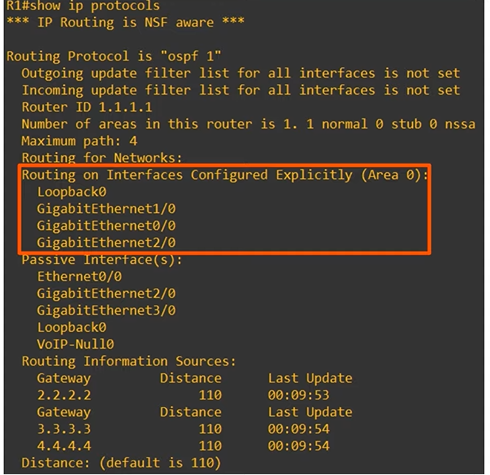 R1#show ip protocols
*** IP Routing is NSF aware ***
Routing Protocol is "ospf 1"
Outgoing update filter list for all interfaces is not set
Incoming update filter list for all interfaces is not set
Router ID 1.1.1.1
Number of areas in this router is 1. 1 normal 0 stub 0 nssa
Maximum path: 4
Routing for Networks:
Routing on Interfaces Configured Explicitly (Area 0):
Loopback0
GigabitEthernet1/0
GigabitEthernet0/0
GigabitEthernet2/0
Passive Interface(s):
Ethernet0/0
GigabitEthernet2/0
GigabitEthernet3/0
Loopback0
VoIP-Null0
Routing Information Sources:
Gateway Distance Last Update
2.2.2.2 110 00:09:53
Gateway Distance Last Update
3.3.3.3 110 00:09:54
4.4.4.4 110 00:09:54
Distance: (default is 110)